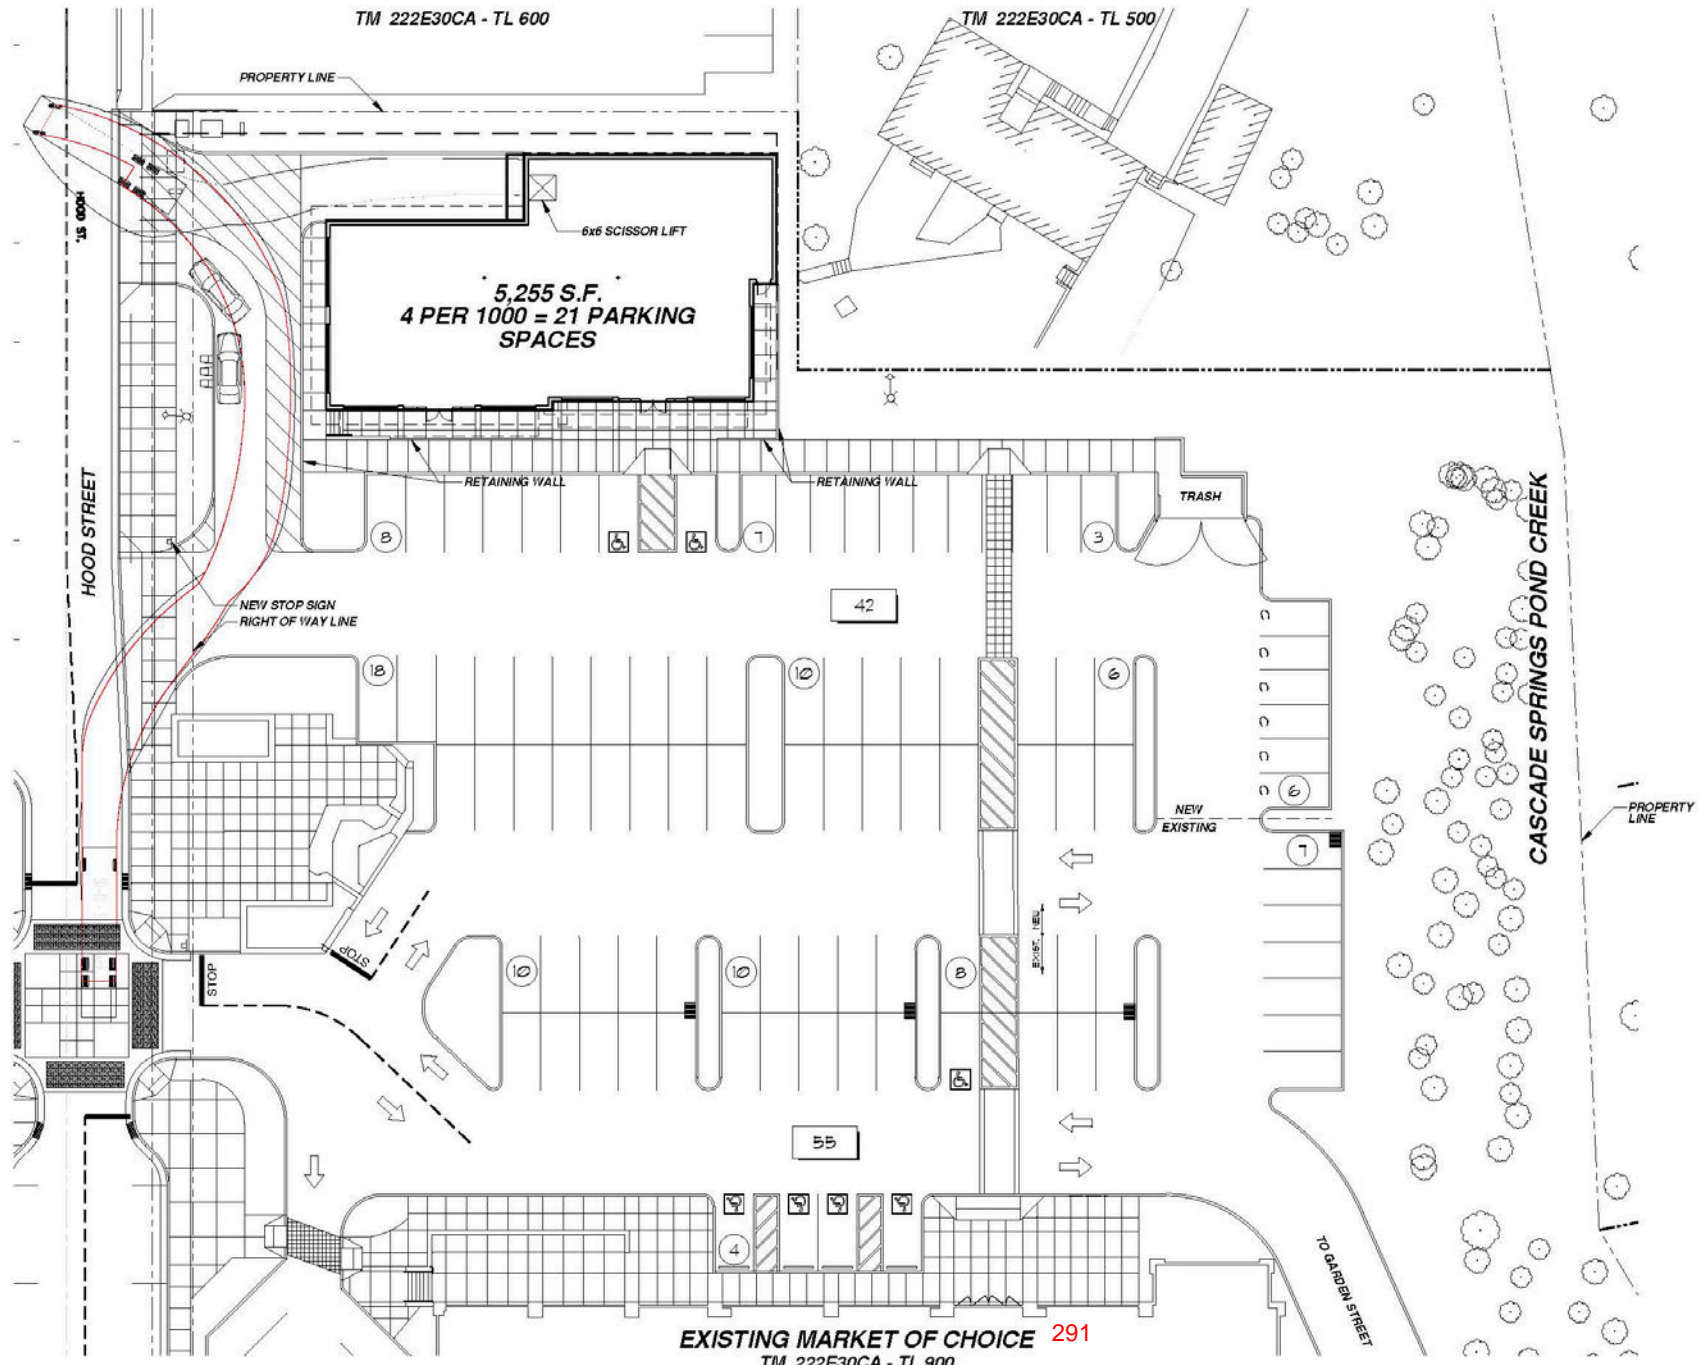 TM 222E30CA - TL 600
TM 222E30CA - TL 500
PROPERTY LINE
HOOD ST.
6x6 SCISSOR LIFT
5,255 S.F.
4 PER 1000 = 21 PARKING
SPACES
HOOD STREET
RETAINING WALL
RETAINING WALL
TRASH
8
7
3
42
NEW STOP SIGN
RIGHT OF WAY LINE
18
10
6
C
C
C
C
C
C
6
CASCADE SPRINGS POND CREEK
PROPERTY
LINE
NEW
EXISTING
7
STOP
STOP
10
10
8
EXIST. NEW
55
4
TO GARDEN STREET
EXISTING MARKET OF CHOICE 291
TM 222E30CA - TL 900